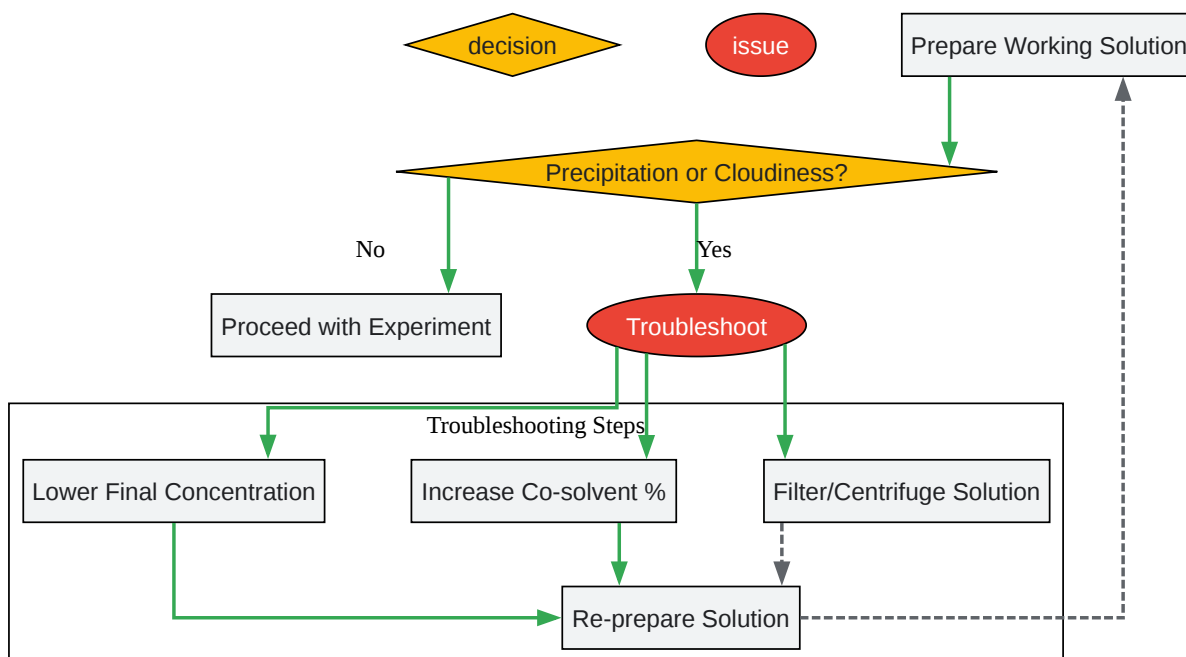 decision
issue
Prepare Working Solution
Precipitation or Cloudiness?
No
Yes
Proceed with Experiment
Troubleshoot
Troubleshooting Steps
Lower Final Concentration
Increase Co-solvent %
Filter/Centrifuge Solution
Re-prepare Solution